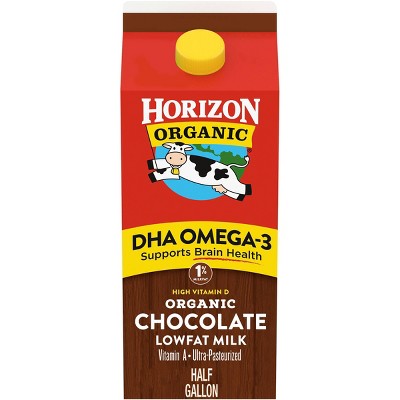 HORIZON
ORGANIC
DHA OMEGA-3
Supports Brain Health
1%
MILKFAT
HIGH VITAMIN D
ORGANIC
CHOCOLATE
LOWFAT MILK
Vitamin A • Ultra-Pasteurized
HALF
GALLON